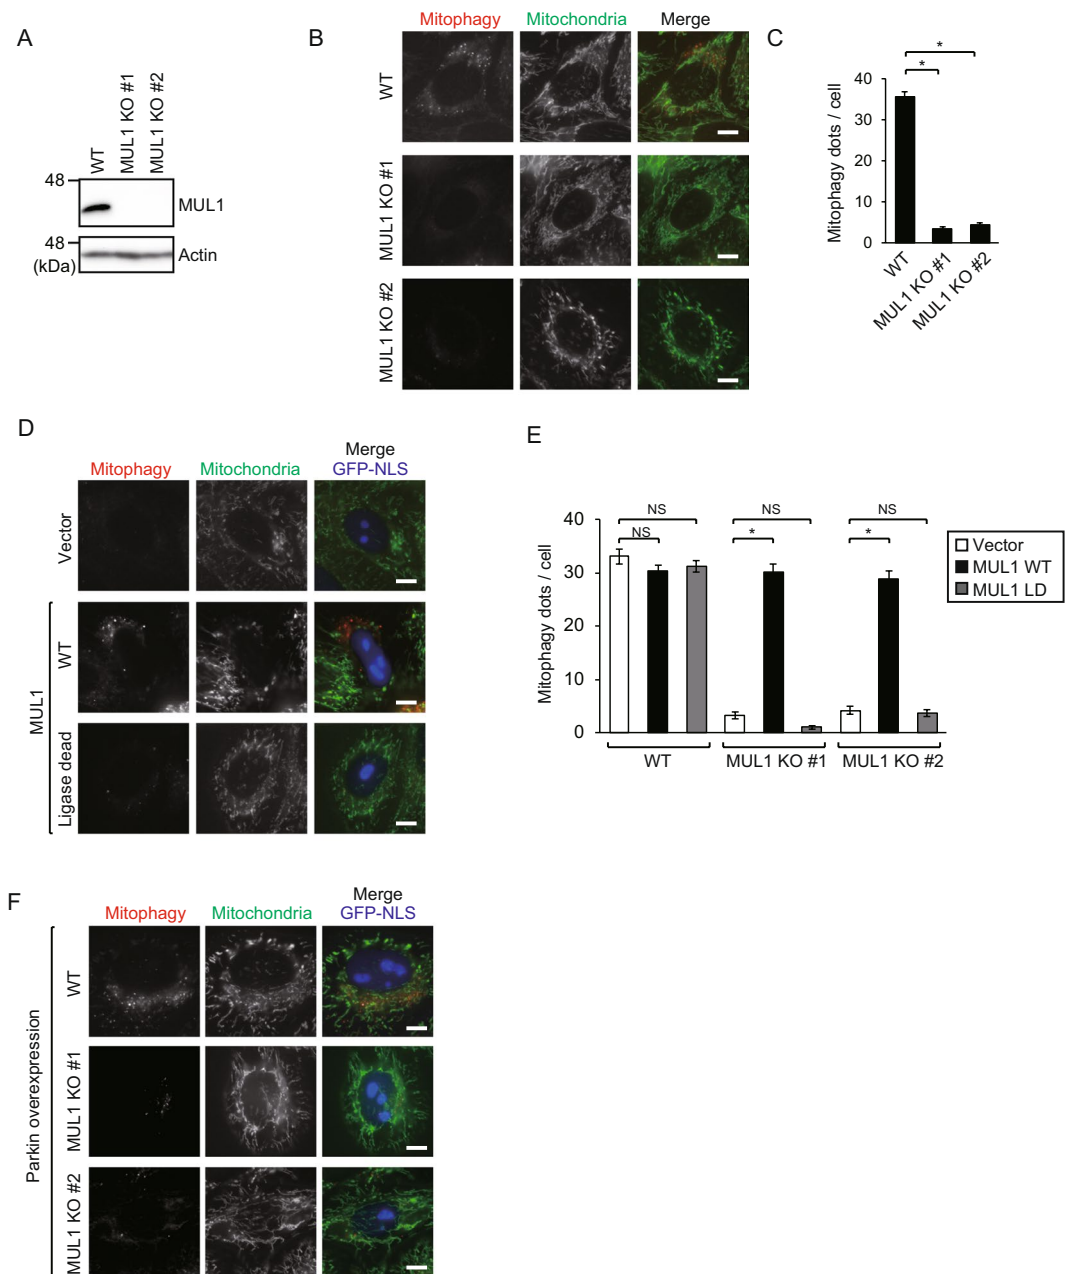 A
WT
MUL1 KO #1
MUL1 KO #2
48
MUL1
48
(kDa)
Actin
B
Mitophagy
Mitochondria
Merge
WT
MUL1 KO #1
MUL1 KO #2
C
*
*
Mitophagy dots / cell
40
30
20
10
0
WT
MUL1 KO #1
MUL1 KO #2
D
Mitophagy
Mitochondria
Merge
GFP-NLS
Vector
MUL1
WT
Ligase dead
E
Mitophagy dots / cell
40
30
20
10
0
NS
NS
NS
*
NS
*
WT
MUL1 KO #1
MUL1 KO #2
Vector
MUL1 WT
MUL1 LD
F
Mitophagy
Mitochondria
Merge
GFP-NLS
Parkin overexpression
WT
MUL1 KO #1
MUL1 KO #2